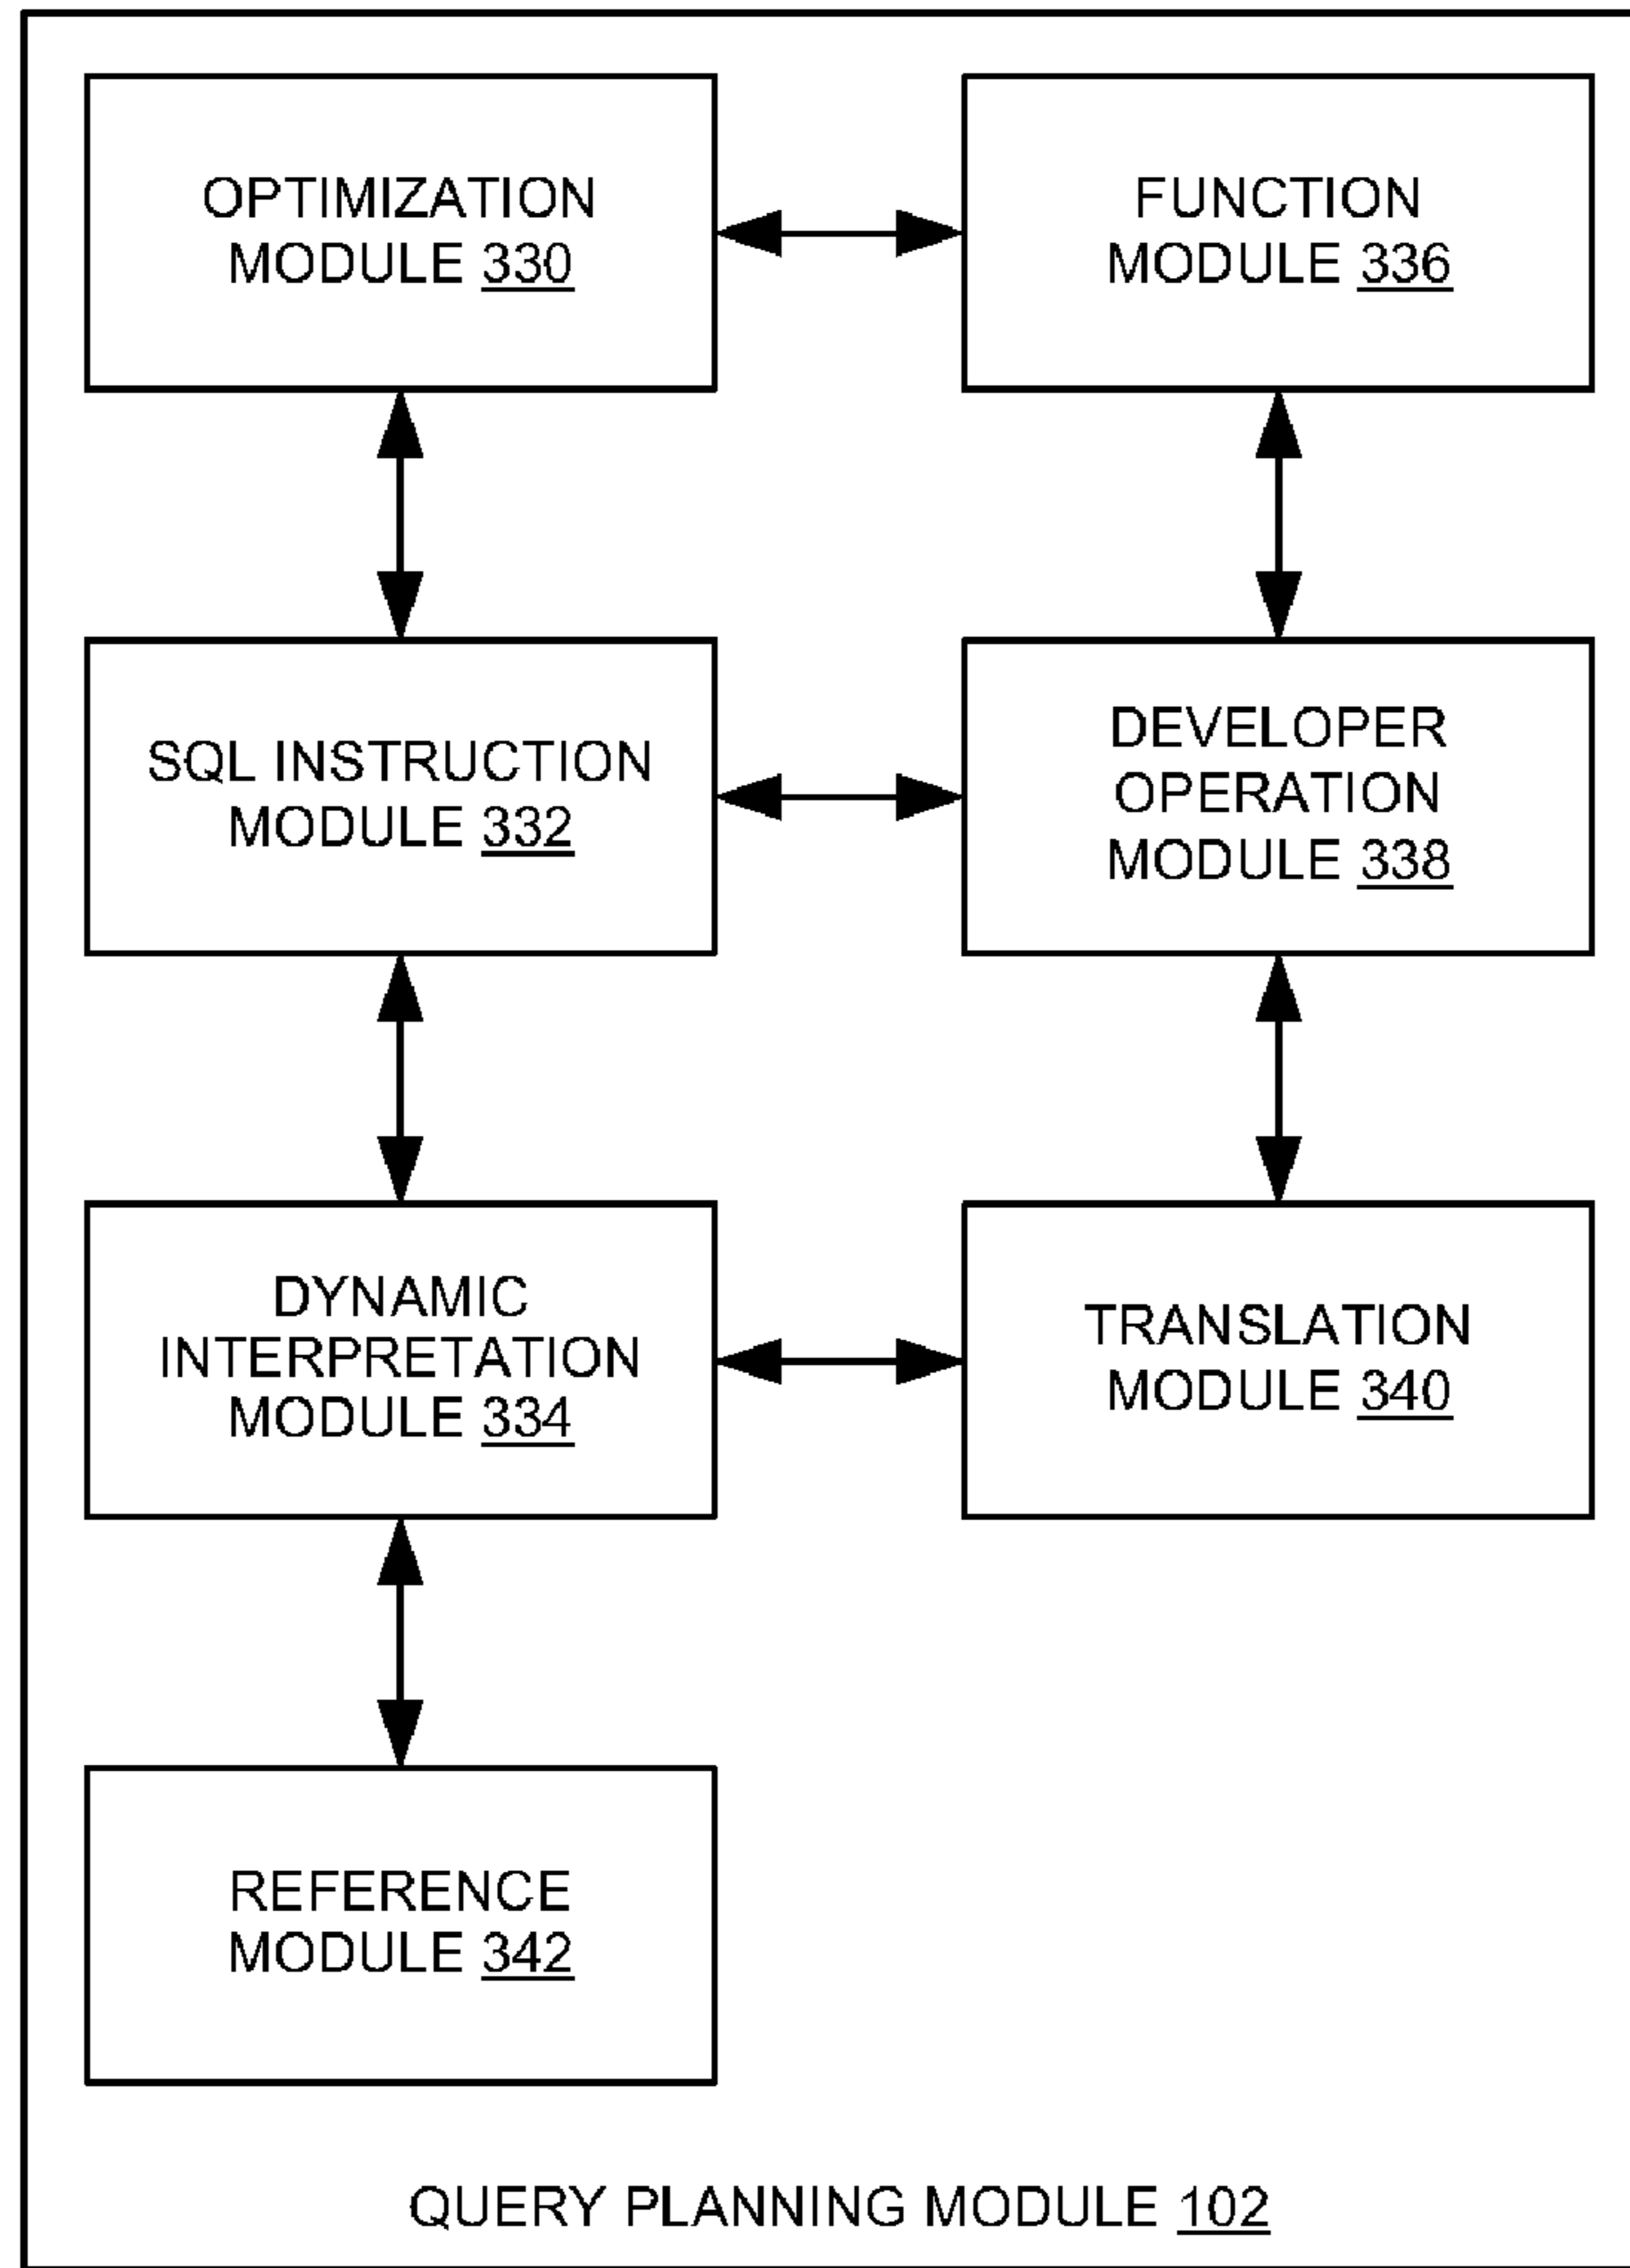 OPTIMIZATION
MODULE 330
FUNCTION
MODULE 336
SQL INSTRUCTION
MODULE 332
DEVELOPER
OPERATION
MODULE 338
DYNAMIC
INTERPRETATION
MODULE 334
TRANSLATION
MODULE 340
REFERENCE
MODULE 342
QUERY PLANNING MODULE 102